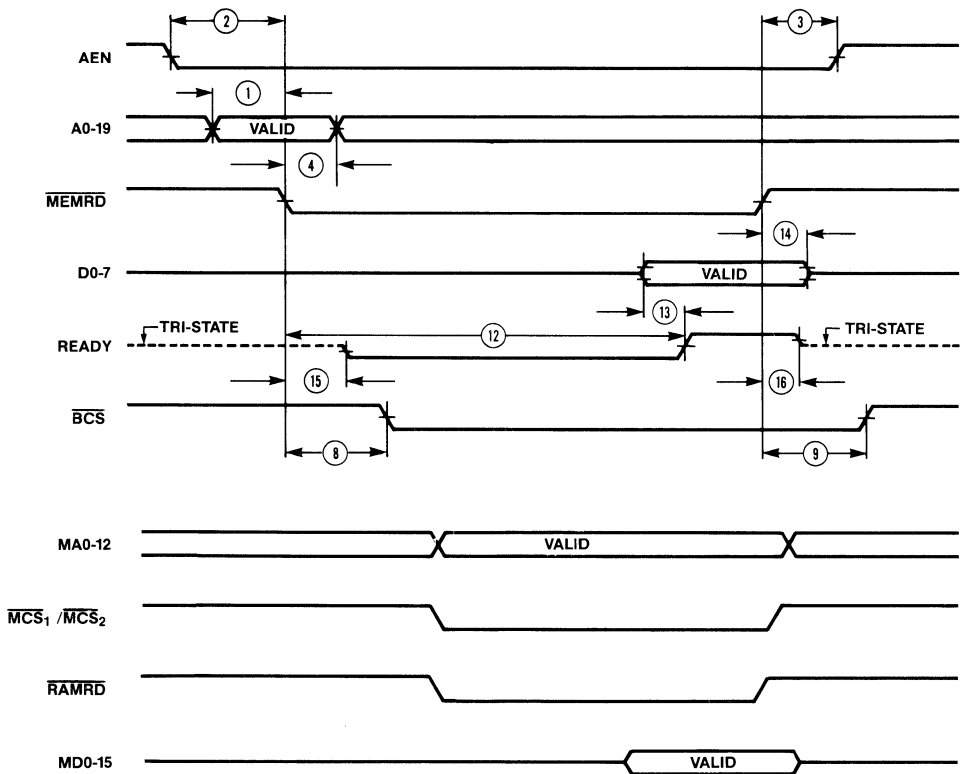 2
3
AEN
1
A0-19
VALID
4
MEMRD
14
D0-7
VALID
13
TRI-STATE
12
TRI-STATE
READY
15
16
BCS
8
9
MA0-12
VALID
MCS1 /MCS2
RAMRD
MD0-15
VALID